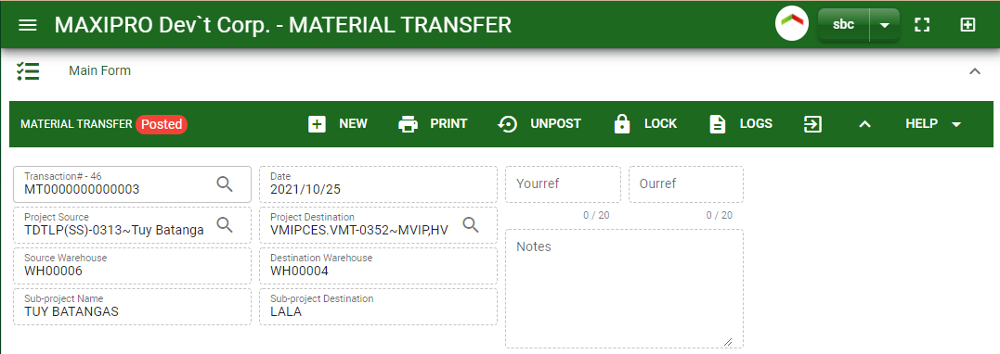 MAXIPRO Dev`t Corp. - MATERIAL TRANSFER
sbc
Main Form
MATERIAL TRANSFER Posted
NEW
PRINT
UNPOST
LOCK
LOGS
HELP
Transaction# - 46
MT0000000000003
Date
2021/10/25
Yourref
Ourref
0 / 20
0 / 20
Project Source
TDTLP(SS)-0313~Tuy Batanga
Project Destination
VMIPCES.VMT-0352~MVIP,HV
Notes
Source Warehouse
WH00006
Destination Warehouse
WH00004
Sub-project Name
TUY BATANGAS
Sub-project Destination
LALA